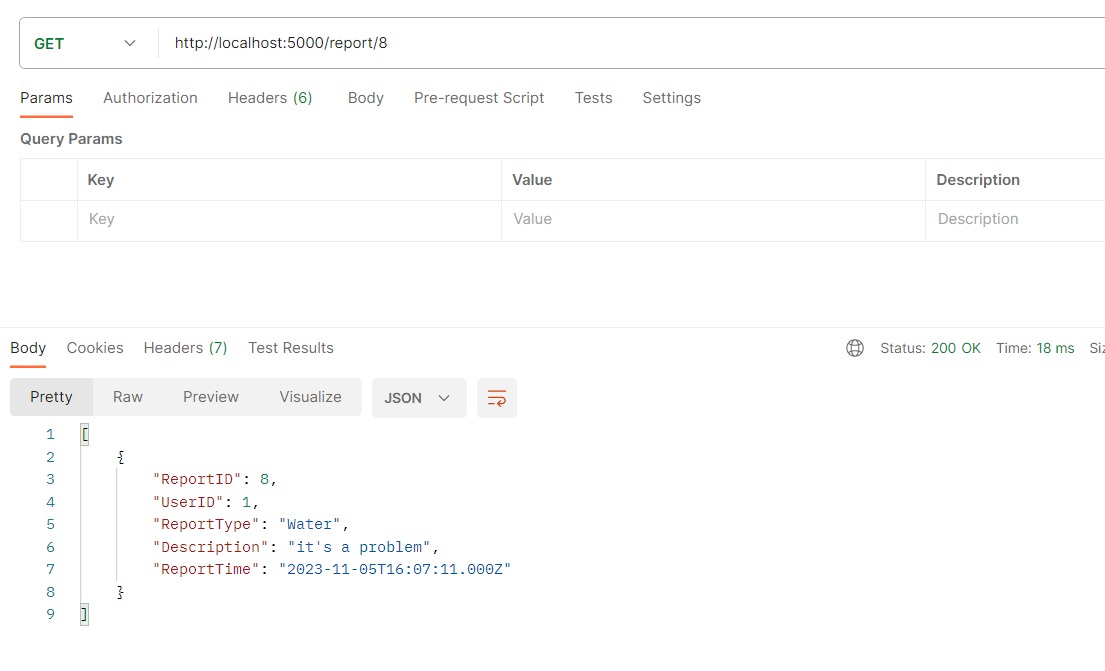 GET http://localhost:5000/report/8
Params Authorization Headers (6) Body Pre-request Script Tests Settings
Query Params
Key Value Description
Key Value Description
Body Cookies Headers (7) Test Results Status: 200 OK Time: 18 ms Siz
Pretty Raw Preview Visualize JSON
1 [
2 {
3 "ReportID": 8,
4 "UserID": 1,
5 "ReportType": "Water",
6 "Description": "it's a problem",
7 "ReportTime": "2023-11-05T16:07:11.000Z"
8 }
9 ]